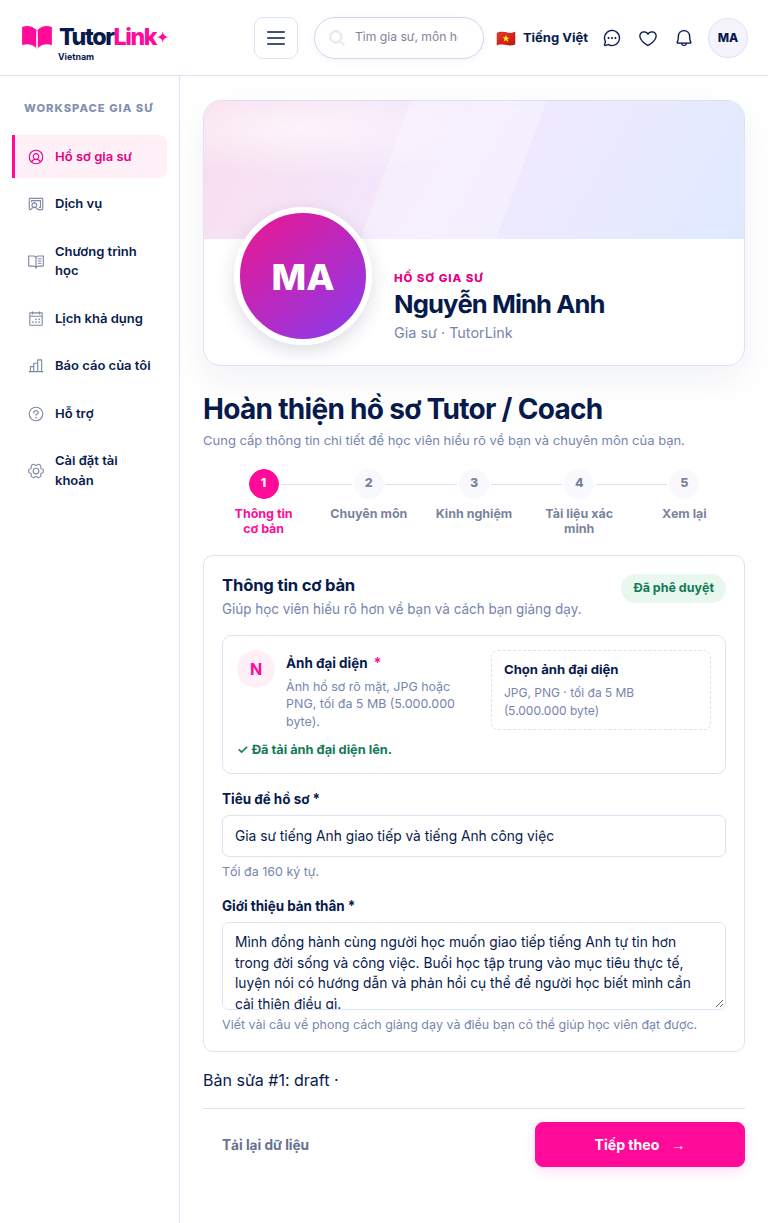 TutorLink
Vietnam
Tìm gia sư, môn h
Tiếng Việt
MA
WORKSPACE GIA SƯ
Hồ sơ gia sư
Dịch vụ
Chương trình
học
Lịch khả dụng
Báo cáo của tôi
Hỗ trợ
Cài đặt tài
khoản
MA
HỒ SƠ GIA SƯ
Nguyễn Minh Anh
Gia sư · TutorLink
Hoàn thiện hồ sơ Tutor / Coach
Cung cấp thông tin chi tiết để học viên hiểu rõ về bạn và chuyên môn của bạn.
1 2 3 4 5
Thông tin
cơ bản
Chuyên môn
Kinh nghiệm
Tài liệu xác
minh
Xem lại
Thông tin cơ bản
Đã phê duyệt
Giúp học viên hiểu rõ hơn về bạn và cách bạn giảng dạy.
N
Ảnh đại diện *
Ảnh hồ sơ rõ mặt, JPG hoặc
PNG, tối đa 5 MB (5.000.000
byte).
Chọn ảnh đại diện
JPG, PNG · tối đa 5 MB
(5.000.000 byte)
✓ Đã tải ảnh đại diện lên.
Tiêu đề hồ sơ *
Gia sư tiếng Anh giao tiếp và tiếng Anh công việc
Tối đa 160 ký tự.
Giới thiệu bản thân *
Mình đồng hành cùng người học muốn giao tiếp tiếng Anh tự tin hơn
trong đời sống và công việc. Buổi học tập trung vào mục tiêu thực tế,
luyện nói có hướng dẫn và phản hồi cụ thể để người học biết mình cần
cải thiện điều gì.
Viết vài câu về phong cách giảng dạy và điều bạn có thể giúp học viên đạt được.
Bản sửa #1: draft ·
Tải lại dữ liệu
Tiếp theo →